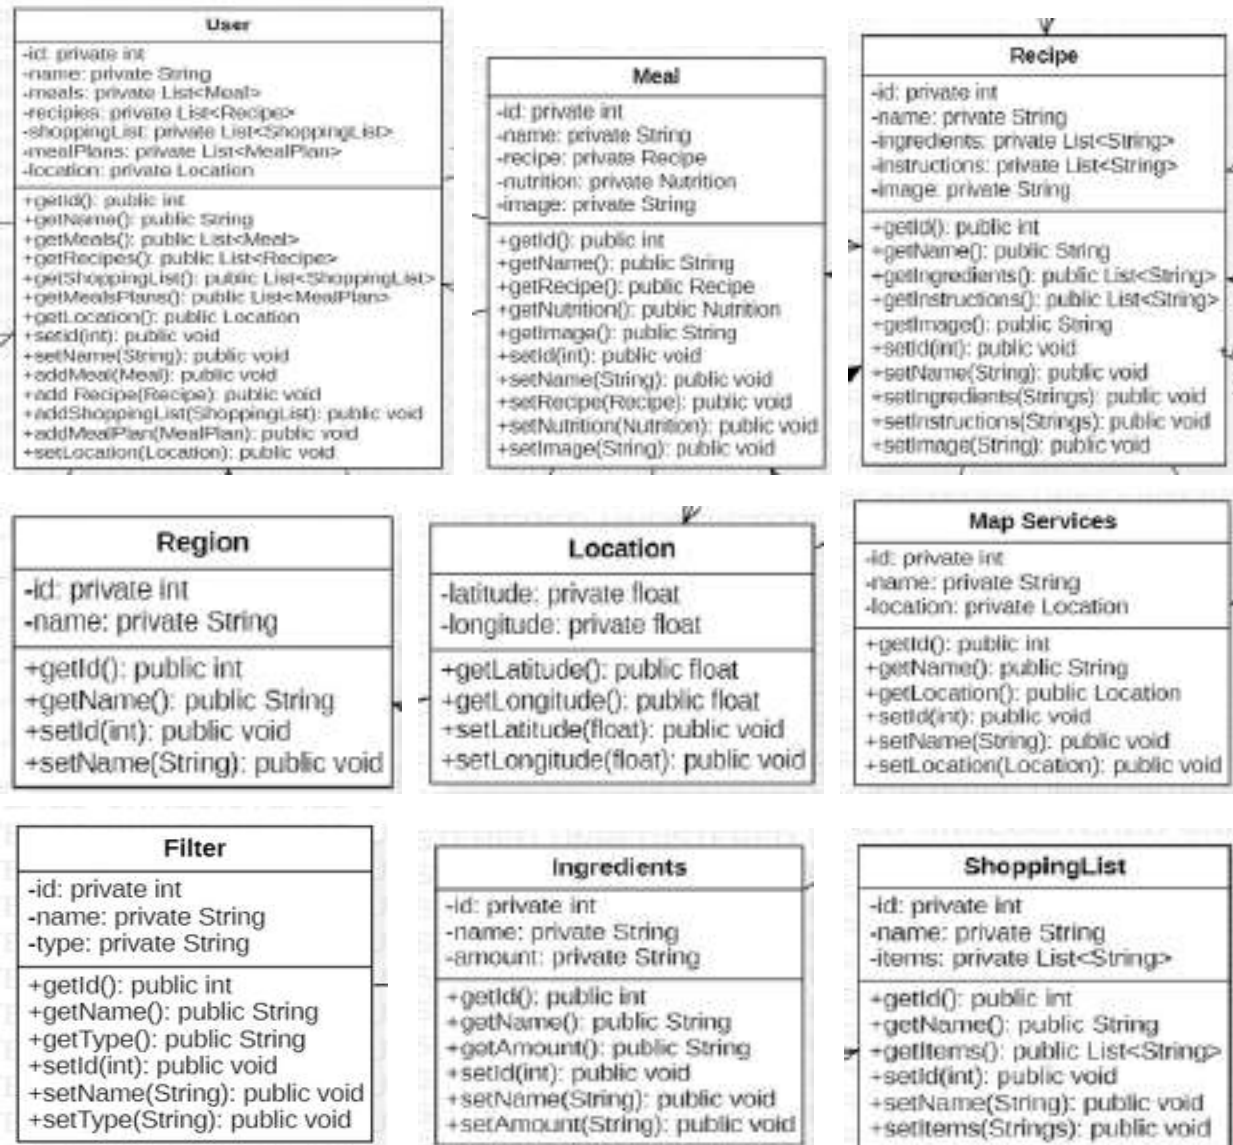 User
-id: private int
-name: private String
-meals: private List<Meal>
-recipies: private List<Recipe>
-shoppingList: private List<ShoppingList>
-mealPlans: private List<MealPlan>
-location: private Location
+getId(): public int
+getName(): public String
+getMeals(): public List<Meal>
+getRecipes(): public List<Recipe>
+getShoppingList(): public List<ShoppingList>
+getMealsPlans(): public List<MealPlan>
+getLocation(): public Location
+setId(int): public void
+setName(String): public void
+addMeal(Meal): public void
+add Recipe(Recipe): public void
+addShoppingList(ShoppingList): public void
+addMealPlan(MealPlan): public void
+setLocation(Location): public void
Meal
-id: private int
-name: private String
-recipe: private Recipe
-nutrition: private Nutrition
-image: private String
+getId(): public int
+getName(): public String
+getRecipe(): public Recipe
+getNutrition(): public Nutrition
+getImage(): public String
+setId(int): public void
+setName(String): public void
+setRecipe(Recipe): public void
+setNutrition(Nutrition): public void
+setImage(String): public void
Recipe
-id: private int
-name: private String
-ingredients: private List<String>
-instructions: private List<String>
-image: private String
+getId(): public int
+getName(): public String
+getIngredients(): public List<String>
+getInstructions(): public List<String>
+getImage(): public String
+setId(int): public void
+setName(String): public void
+setIngredients(Strings): public void
+setInstructions(Strings): public void
+setImage(String): public void
Region
-id: private int
-name: private String
+getId(): public int
+getName(): public String
+setId(int): public void
+setName(String): public void
Location
-latitude: private float
-longitude: private float
+getLatitude(): public float
+getLongitude(): public float
+setLatitude(float): public void
+setLongitude(float): public void
Map Services
-id: private int
-name: private String
-location: private Location
+getId(): public int
+getName(): public String
+getLocation(): public Location
+setId(int): public void
+setName(String): public void
+setLocation(Location): public void
Filter
-id: private int
-name: private String
-type: private String
+getId(): public int
+getName(): public String
+getType(): public String
+setId(int): public void
+setName(String): public void
+setType(String): public void
Ingredients
-id: private int
-name: private String
-amount: private String
+getId(): public int
+getName(): public String
+getAmount(): public String
+setId(int): public void
+setName(String): public void
+setAmount(String): public void
ShoppingList
-id: private int
-name: private String
-items: private List<String>
+getId(): public int
+getName(): public String
+getItems(): public List<String>
+setId(int): public void
+setName(String): public void
+setItems(Strings): public void